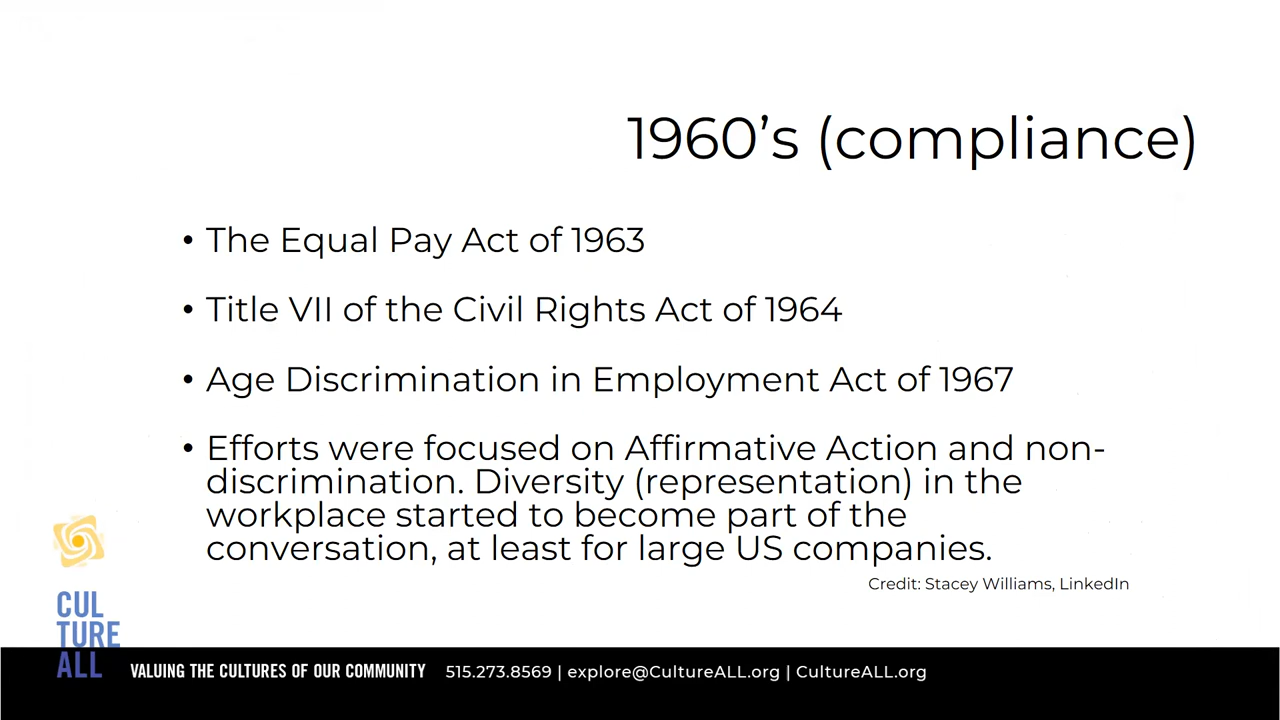 1960’s (compliance)
• The Equal Pay Act of 1963
• Title VII of the Civil Rights Act of 1964
• Age Discrimination in Employment Act of 1967
• Efforts were focused on Affirmative Action and non-
discrimination. Diversity (representation) in the
workplace started to become part of the
conversation, at least for large US companies.
Credit: Stacey Williams, LinkedIn
CUL
TURE
ALL
VALUING THE CULTURES OF OUR COMMUNITY 515.273.8569 | explore@CultureALL.org | CultureALL.org